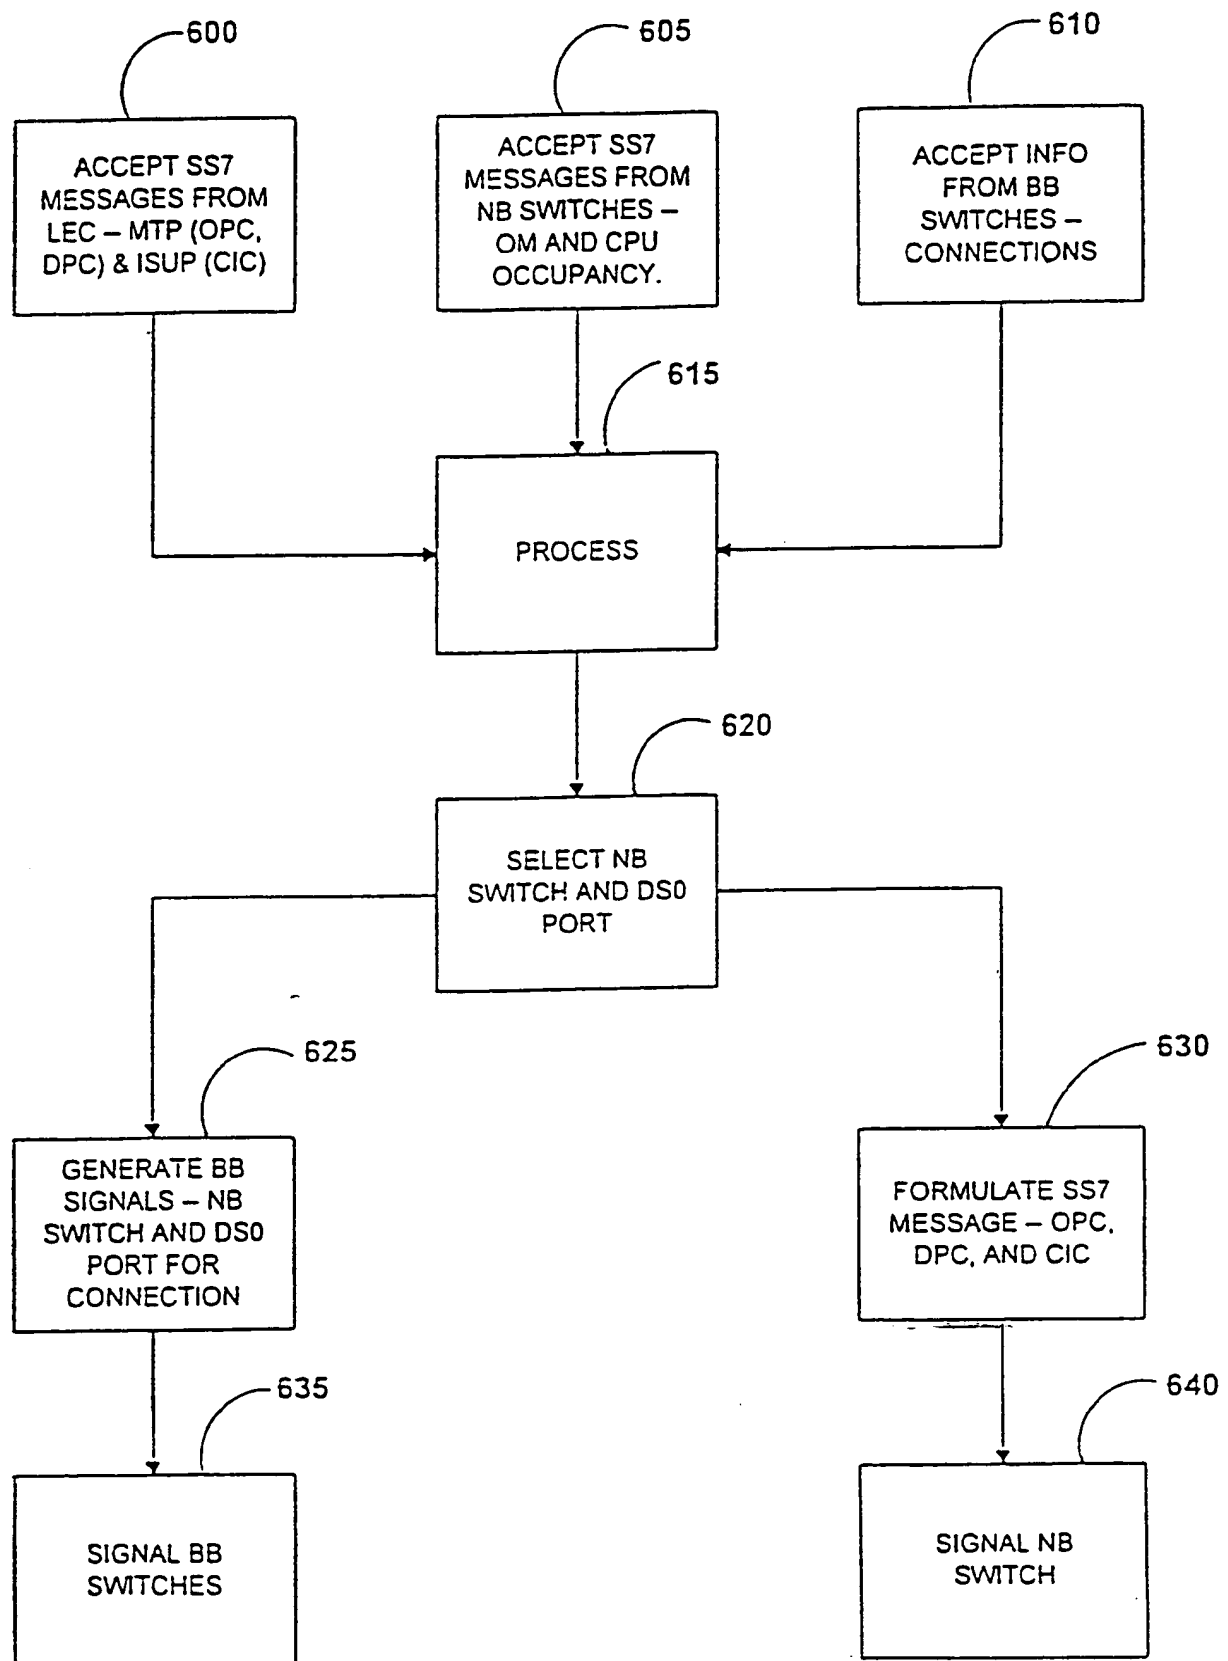 600
605
610
ACCEPT SS7
MESSAGES FROM
LEC – MTP (OPC,
DPC) & ISUP (CIC)
ACCEPT SS7
MESSAGES FROM
NB SWITCHES –
OM AND CPU
OCCUPANCY.
ACCEPT INFO
FROM BB
SWITCHES –
CONNECTIONS
615
PROCESS
620
SELECT NB
SWITCH AND DS0
PORT
625
630
GENERATE BB
SIGNALS – NB
SWITCH AND DS0
PORT FOR
CONNECTION
FORMULATE SS7
MESSAGE – OPC,
DPC, AND CIC
635
640
SIGNAL BB
SWITCHES
SIGNAL NB
SWITCH